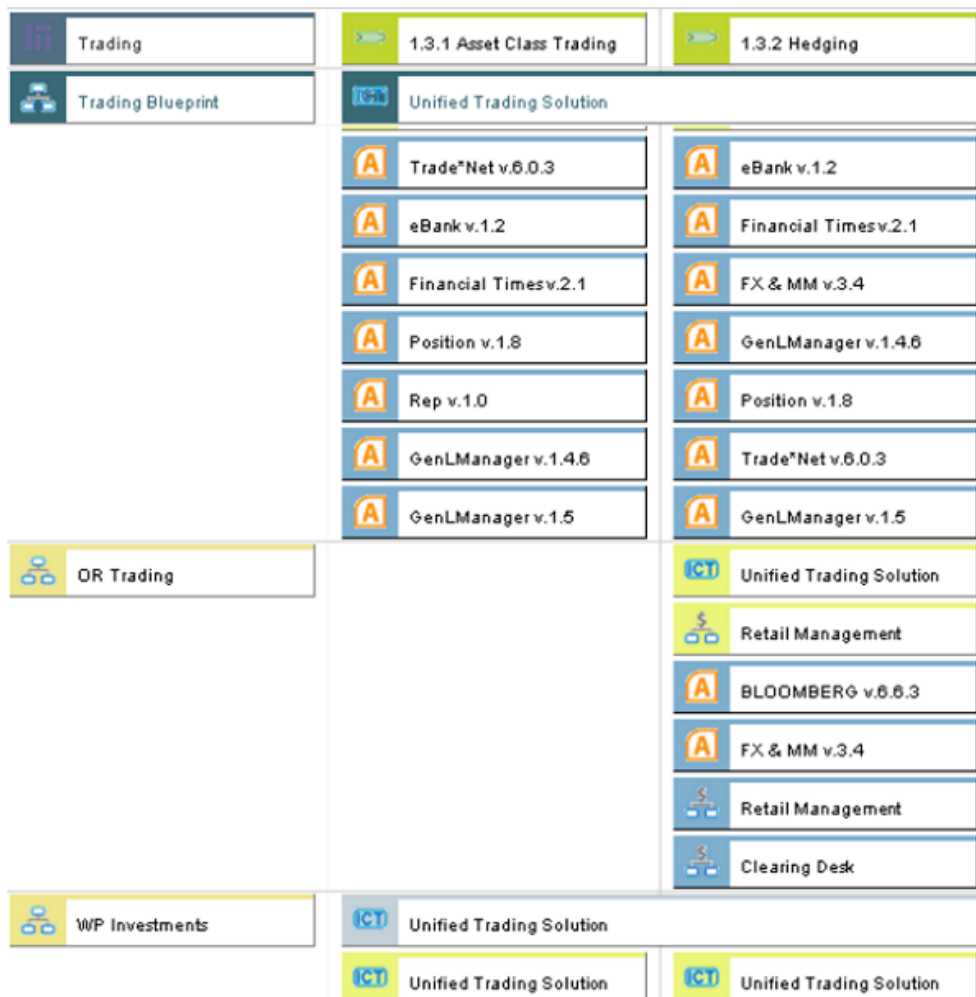 Trading
1.3.1 Asset Class Trading
1.3.2 Hedging
Trading Blueprint
Unified Trading Solution
A Trade*Net v.6.0.3
A eBank v.1.2
A eBank v.1.2
A Financial Times v.2.1
A Financial Times v.2.1
A FX & MM v.3.4
A Position v.1.8
A GenLManager v.1.4.6
A Rep v.1.0
A Position v.1.8
A GenLManager v.1.4.6
A Trade*Net v.6.0.3
A GenLManager v.1.5
A GenLManager v.1.5
OR Trading
ICT Unified Trading Solution
$ Retail Management
A BLOOMBERG v.6.6.3
A FX & MM v.3.4
$ Retail Management
$ Clearing Desk
WP Investments
ICT Unified Trading Solution
ICT Unified Trading Solution
ICT Unified Trading Solution